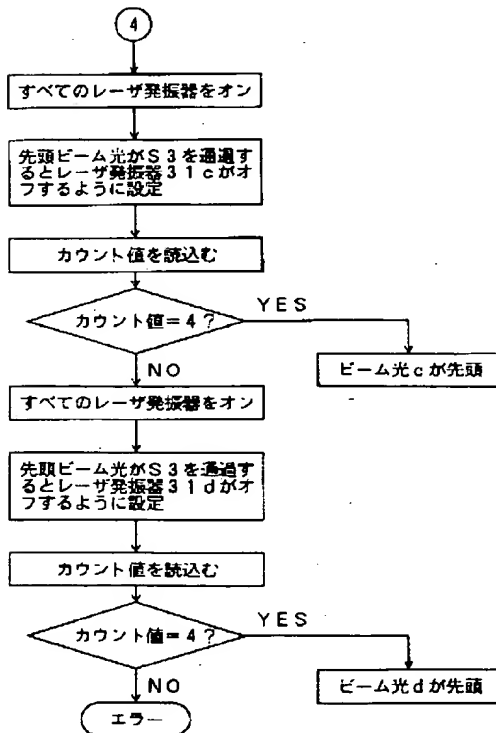 4
すべてのレーザ発振器をオン
先頭ビーム光がS3を通過す
るとレーザ発振器31cがオ
フするように設定
カウント値を読込む
カウント値=4?
YES
ビーム光cが先頭
NO
すべてのレーザ発振器をオン
先頭ビーム光がS3を通過す
るとレーザ発振器31dがオ
フするように設定
カウント値を読込む
カウント値=4?
YES
ビーム光dが先頭
NO
エラー